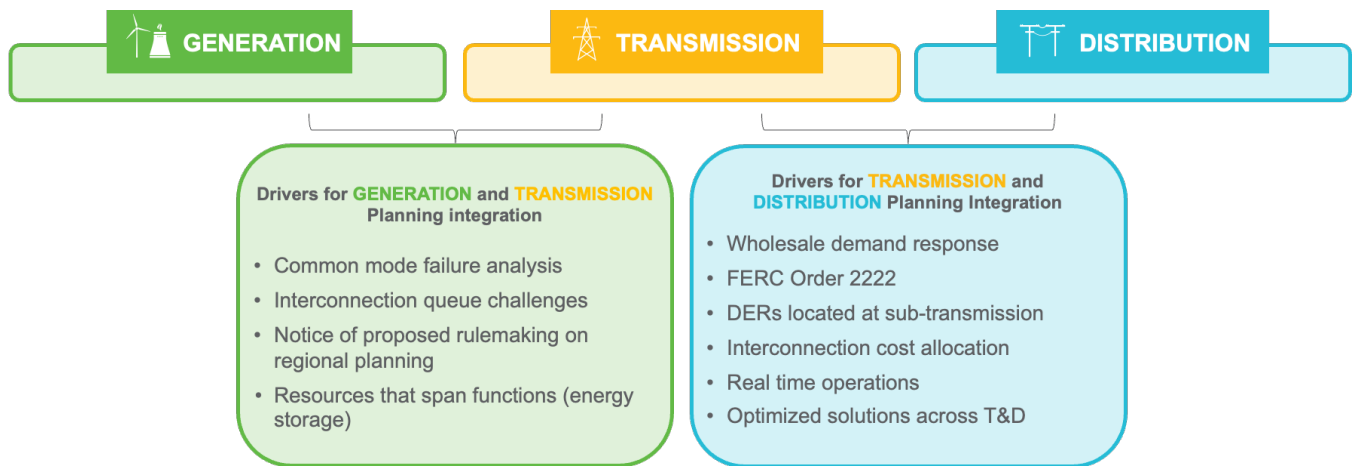 GENERATION
TRANSMISSION
DISTRIBUTION
Drivers for GENERATION and TRANSMISSION
Planning integration
• Common mode failure analysis
• Interconnection queue challenges
• Notice of proposed rulemaking on
regional planning
• Resources that span functions (energy
storage)
Drivers for TRANSMISSION and
DISTRIBUTION Planning Integration
• Wholesale demand response
• FERC Order 2222
• DERs located at sub-transmission
• Interconnection cost allocation
• Real time operations
• Optimized solutions across T&D